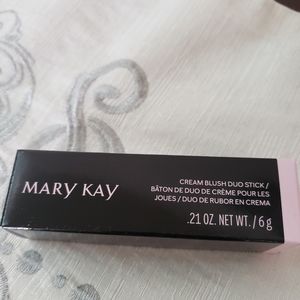 MARY KAY
CREAM BLUSH DUO STICK /
BÂTON DE DUO DE CRÈME POUR LES
JOUES / DUO DE RUBOR EN CREMA
.21 OZ. NET WT. / 6 g